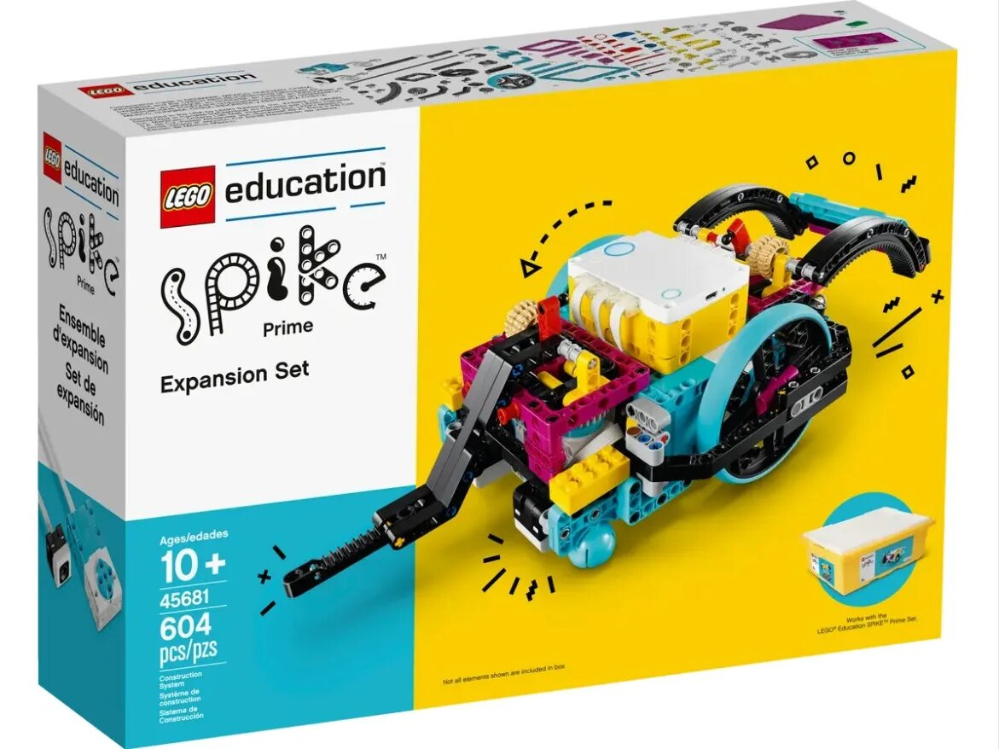 LEGO education
LEGO education
spike
Prime
Ensemble
d'expansion
Set de
expansión
LEGO education™
spike™
Prime
Expansion Set
Ages/edades
10+
45681
604
pcs/pzs
Construction
System
Système de
construction
Sistema de
Construcción
Not all elements shown are included in box
Works with the
LEGO® Education SPIKE™ Prime Set.